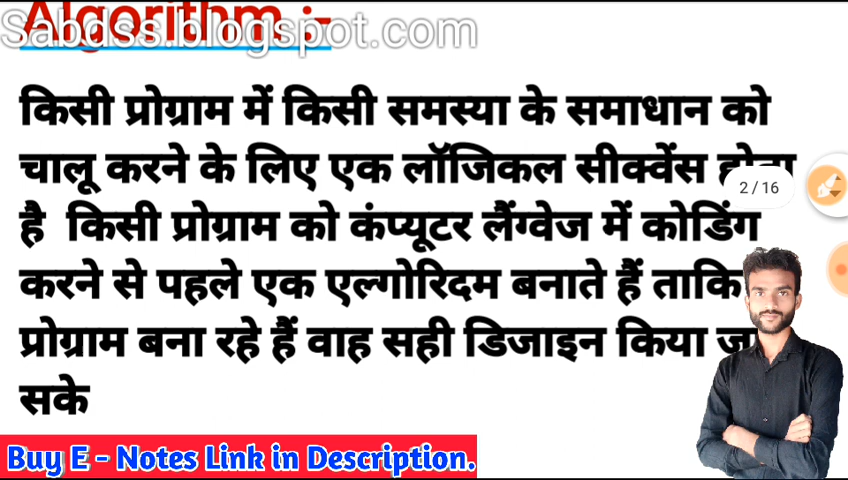 Algorithm :-
Sabdss.blogspot.com
किसी प्रोग्राम में किसी समस्या के समाधान को
चालू करने के लिए एक लॉजिकल सीक्वेंस होता
2 / 16
है किसी प्रोग्राम को कंप्यूटर लैंग्वेज में कोडिंग
करने से पहले एक एल्गोरिदम बनाते हैं ताकि
प्रोग्राम बना रहे हैं वाह सही डिजाइन किया
सके
Buy E - Notes Link in Description.